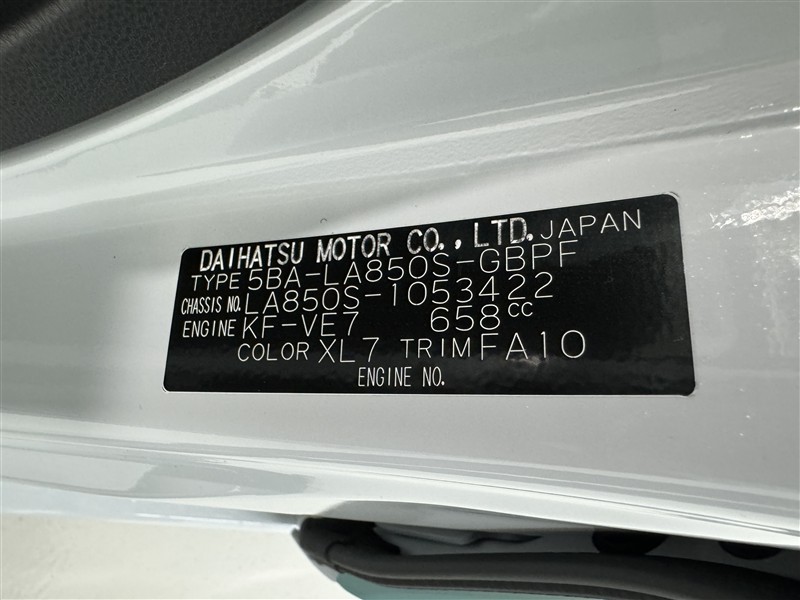 DAIHATSU MOTOR CO., LTD. JAPAN
TYPE 5BA-LA850S-GBPF
CHASSIS NO. LA850S-1053422
ENGINE KF-VE7 658cc
COLOR XL7 TRIM FA10
ENGINE NO.